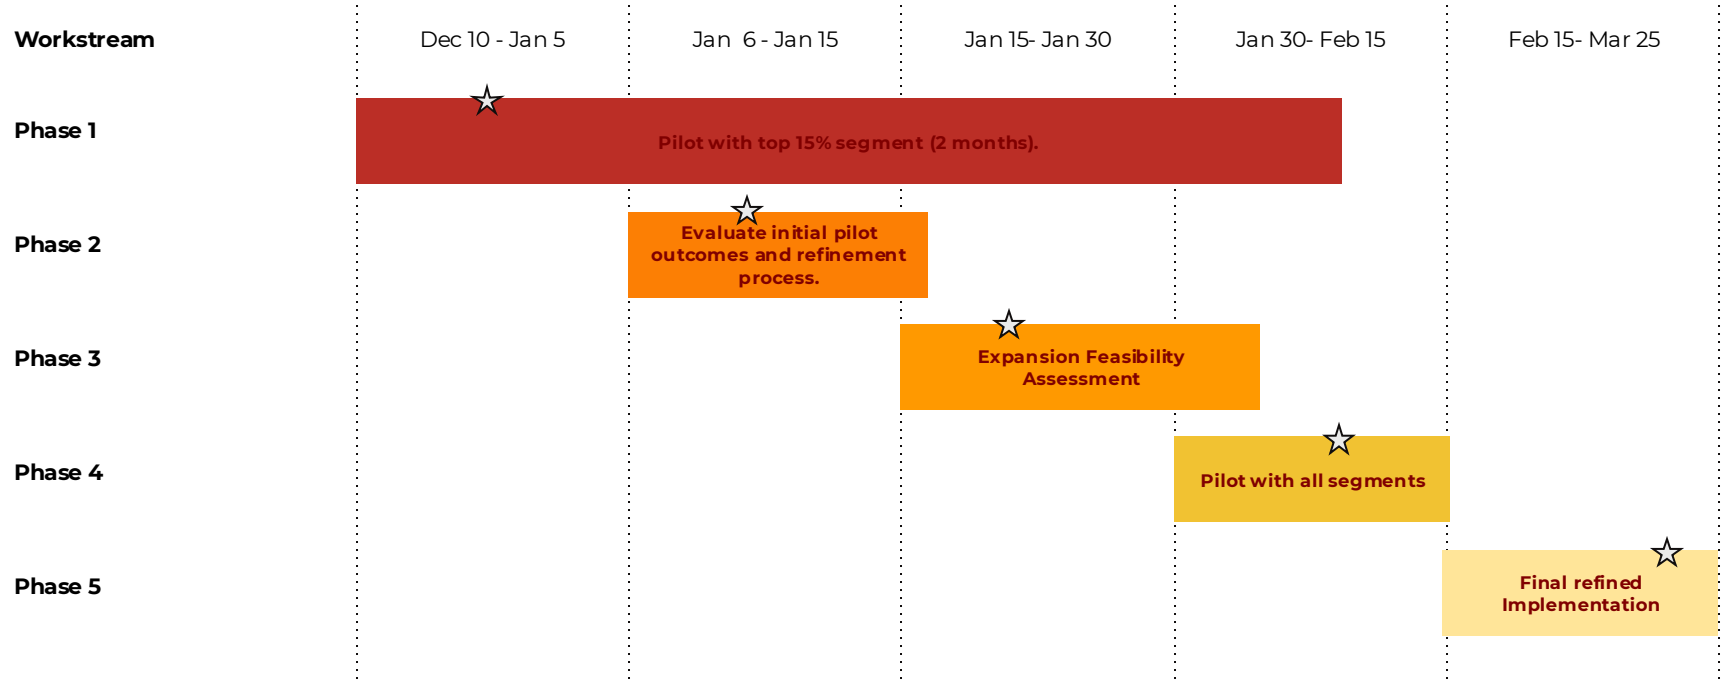 Workstream
Dec 10 - Jan 5
Jan  6 - Jan 15
Jan 15- Jan 30
Jan 30- Feb 15
Feb 15- Mar 25
Phase 1
Pilot with top 15% segment (2 months).
Phase 2
Evaluate initial pilot
outcomes and refinement
process.
Phase 3
Expansion Feasibility
Assessment
Phase 4
Pilot with all segments
Phase 5
Final refined
Implementation